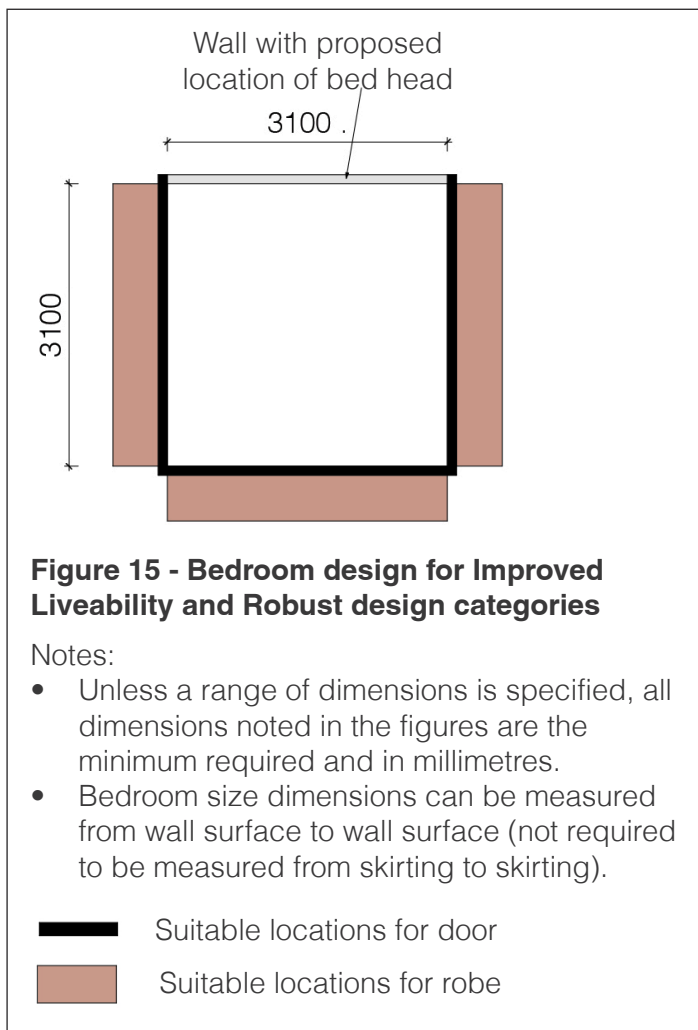 Wall with proposed
location of bed head
3100 .
3100
Figure 15 - Bedroom design for Improved
Liveability and Robust design categories
Notes:
• Unless a range of dimensions is specified, all
dimensions noted in the figures are the
minimum required and in millimetres.
• Bedroom size dimensions can be measured
from wall surface to wall surface (not required
to be measured from skirting to skirting).
Suitable locations for door
Suitable locations for robe